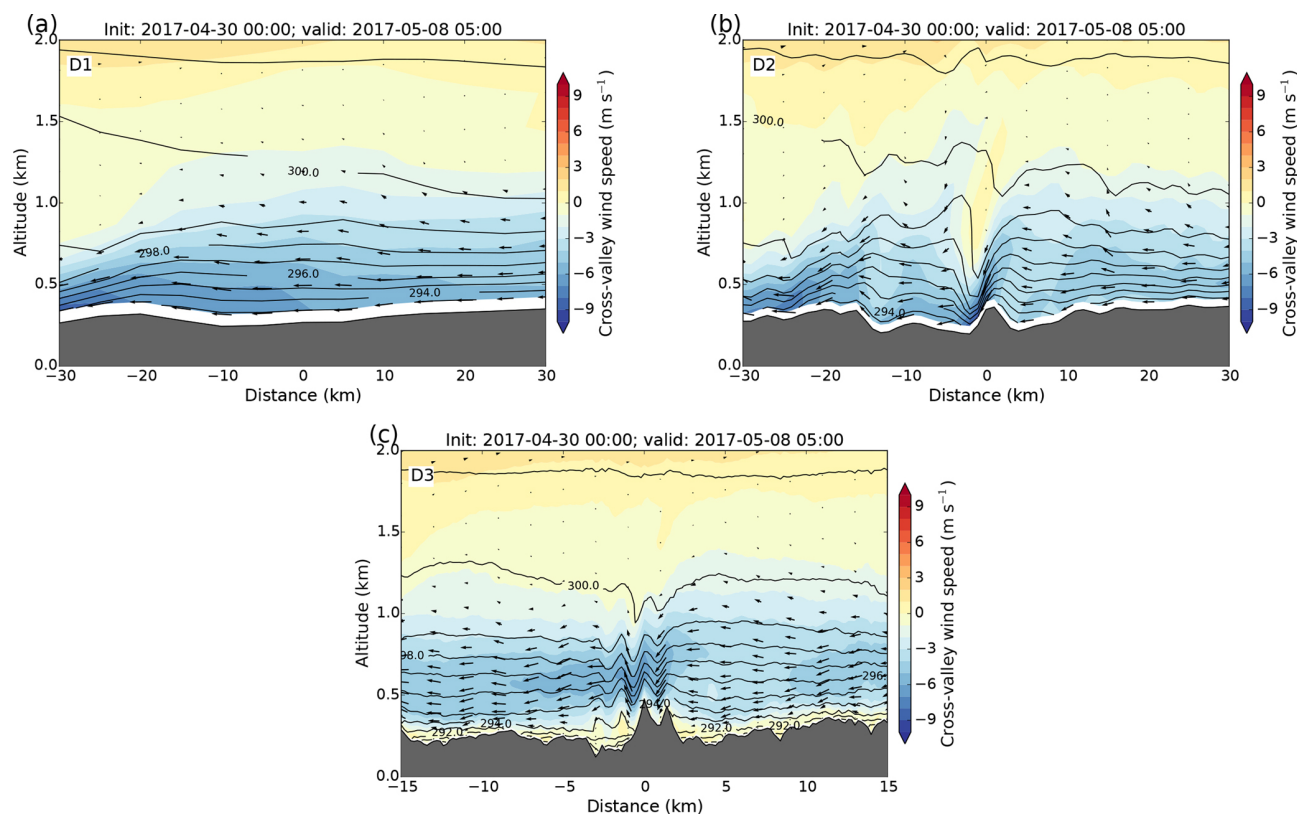 (a)
Init: 2017-04-30 00:00; valid: 2017-05-08 05:00
D1
2.0
1.5
1.0
0.5
0.0
Altitude (km)
300.0
298.0
296.0
294.0
−30 −20 −10 0 10 20 30
Distance (km)
9
6
3
0
−3
−6
−9
Cross-valley wind speed (m s⁻¹)
(b)
Init: 2017-04-30 00:00; valid: 2017-05-08 05:00
D2
2.0
1.5
1.0
0.5
0.0
Altitude (km)
300.0
294.0
−30 −20 −10 0 10 20 30
Distance (km)
9
6
3
0
−3
−6
−9
Cross-valley wind speed (m s⁻¹)
(c)
Init: 2017-04-30 00:00; valid: 2017-05-08 05:00
D3
2.0
1.5
1.0
0.5
0.0
Altitude (km)
300.0
98.0
296.
294.0
294.0
294.0
292.0
292.0
292.0
−15 −10 −5 0 5 10 15
Distance (km)
9
6
3
0
−3
−6
−9
Cross-valley wind speed (m s⁻¹)